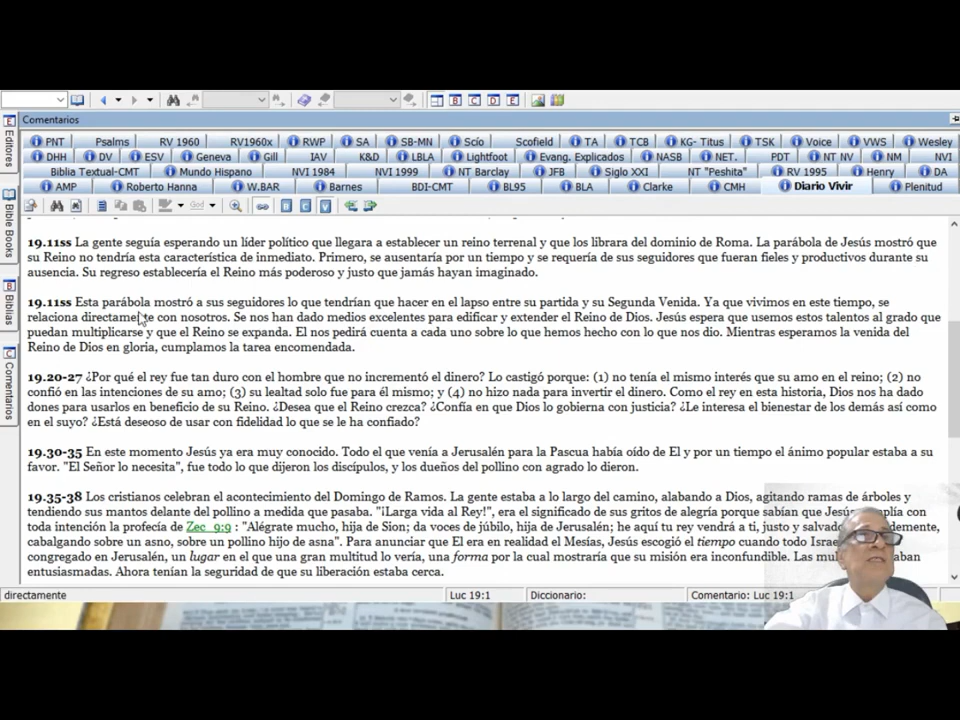 Comentarios
PNT Psalms RV 1960 RV1960x RWP SA SB-MN Scío Scofield TA TCB KG- Titus TSK Voice VWS Wesley
DHH DV ESV Geneva Gill IAV K&D LBLA Lightfoot Evang. Explicados NASB NET. PDT NT NV NM NVI
Biblia Textual-CMT Mundo Hispano NVI 1984 NVI 1999 NT Barclay JFB Siglo XXI NT "Peshita" RV 1995 Henry DA
AMP Roberto Hanna W.BAR Barnes BDI-CMT BL95 BLA Clarke CMH Diario Vivir Plenitud
19.11ss La gente seguía esperando un líder político que llegara a establecer un reino terrenal y que los librara del dominio de Roma. La parábola de Jesús mostró que
su Reino no tendría esta característica de inmediato. Primero, se ausentaría por un tiempo y se requería de sus seguidores que fueran fieles y productivos durante su
ausencia. Su regreso establecería el Reino más poderoso y justo que jamás hayan imaginado.
19.11ss Esta parábola mostró a sus seguidores lo que tendrían que hacer en el lapso entre su partida y su Segunda Venida. Ya que vivimos en este tiempo, se
relaciona directamente con nosotros. Se nos han dado medios excelentes para edificar y extender el Reino de Dios. Jesús espera que usemos estos talentos al grado que
puedan multiplicarse y que el Reino se expanda. El nos pedirá cuenta a cada uno sobre lo que hemos hecho con lo que nos dio. Mientras esperamos la venida del
Reino de Dios en gloria, cumplamos la tarea encomendada.
19.20-27 ¿Por qué el rey fue tan duro con el hombre que no incrementó el dinero? Lo castigó porque: (1) no tenía el mismo interés que su amo en el reino; (2) no
confió en las intenciones de su amo; (3) su lealtad solo fue para él mismo; y (4) no hizo nada para invertir el dinero. Como el rey en esta historia, Dios nos ha dado
dones para usarlos en beneficio de su Reino. ¿Desea que el Reino crezca? ¿Confía en que Dios lo gobierna con justicia? ¿Le interesa el bienestar de los demás así como
en el suyo? ¿Está deseoso de usar con fidelidad lo que se le ha confiado?
19.30-35 En este momento Jesús ya era muy conocido. Todo el que venía a Jerusalén para la Pascua había oído de El y por un tiempo el ánimo popular estaba a su
favor. "El Señor lo necesita", fue todo lo que dijeron los discípulos, y los dueños del pollino con agrado lo dieron.
19.35-38 Los cristianos celebran el acontecimiento del Domingo de Ramos. La gente estaba a lo largo del camino, alabando a Dios, agitando ramas de árboles y
tendiendo sus mantos delante del pollino a medida que pasaba. "¡Larga vida al Rey!", era el significado de sus gritos de alegría porque sabían que Jesús
toda intención la profecía de Zec_9:9 : "Alégrate mucho, hija de Sion; da voces de júbilo, hija de Jerusalén; he aquí tu rey vendrá a ti, justo y
cabalgando sobre un asno, sobre un pollino hijo de asna". Para anunciar que El era en realidad el Mesías, Jesús escogió el tiempo cuando todo
congregado en Jerusalén, un lugar en el que una gran multitud lo vería, una forma por la cual mostraría que su misión era inconfundible. Las
entusiasmadas. Ahora tenían la seguridad de que su liberación estaba cerca.
directamente Luc 19:1 Diccionario: Comentario: Luc 19:1
Editores
Bible Books
Biblias
Comentarios